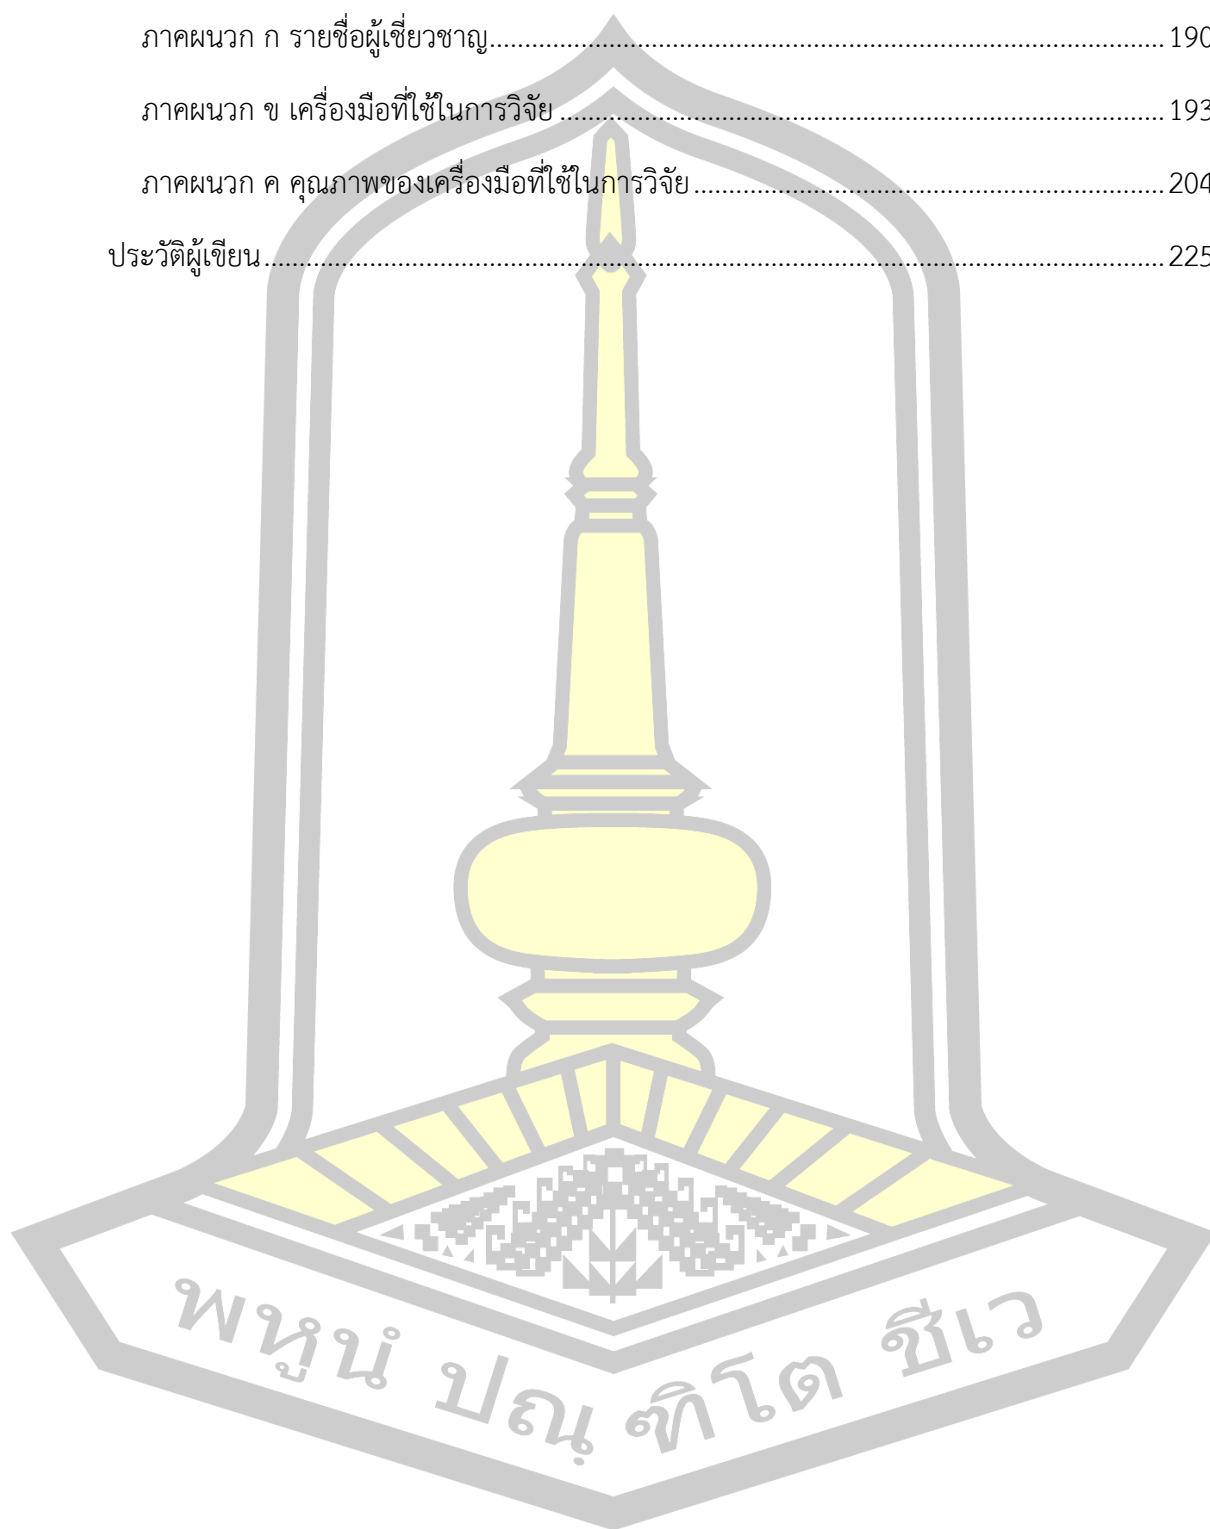 ภาคผนวก ก รายชื่อผู้เชี่ยวชาญ................................................................................................ 190
ภาคผนวก ข เครื่องมือที่ใช้ในการวิจัย ...................................................................................... 193
ภาคผนวก ค คุณภาพของเครื่องมือที่ใช้ในการวิจัย ................................................................... 204
ประวัติผู้เขียน................................................................................................................................ 225
พหูนํ ปณฺฑิโต ชีเว